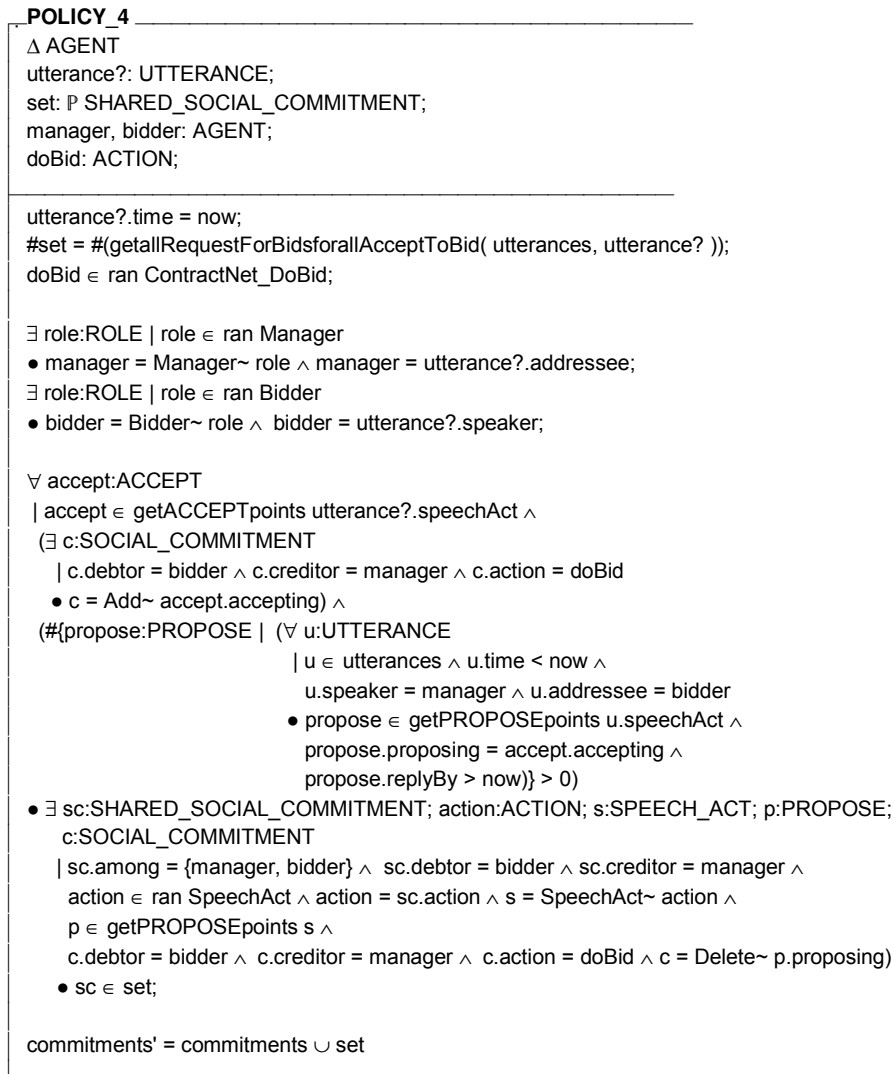 POLICY_4
Δ AGENT
utterance?: UTTERANCE;
set: ℙ SHARED_SOCIAL_COMMITMENT;
manager, bidder: AGENT;
doBid: ACTION;
utterance?.time = now;
#set = #(getallRequestForBidsforallAcceptToBid( utterances, utterance? ));
doBid ∈ ran ContractNet_DoBid;
∃ role:ROLE | role ∈ ran Manager
● manager = Manager~ role ∧ manager = utterance?.addressee;
∃ role:ROLE | role ∈ ran Bidder
● bidder = Bidder~ role ∧ bidder = utterance?.speaker;
∀ accept:ACCEPT
| accept ∈ getACCEPTpoints utterance?.speechAct ∧
(∃ c:SOCIAL_COMMITMENT
| c.debtor = bidder ∧ c.creditor = manager ∧ c.action = doBid
● c = Add~ accept.accepting) ∧
(#{propose:PROPOSE | (∀ u:UTTERANCE
| u ∈ utterances ∧ u.time < now ∧
u.speaker = manager ∧ u.addressee = bidder
● propose ∈ getPROPOSEpoints u.speechAct ∧
propose.proposing = accept.accepting ∧
propose.replyBy > now)} > 0)
● ∃ sc:SHARED_SOCIAL_COMMITMENT; action:ACTION; s:SPEECH_ACT; p:PROPOSE;
c:SOCIAL_COMMITMENT
| sc.among = {manager, bidder} ∧ sc.debtor = bidder ∧ sc.creditor = manager ∧
action ∈ ran SpeechAct ∧ action = sc.action ∧ s = SpeechAct~ action ∧
p ∈ getPROPOSEpoints s ∧
c.debtor = bidder ∧ c.creditor = manager ∧ c.action = doBid ∧ c = Delete~ p.proposing)
● sc ∈ set;
commitments' = commitments ∪ set